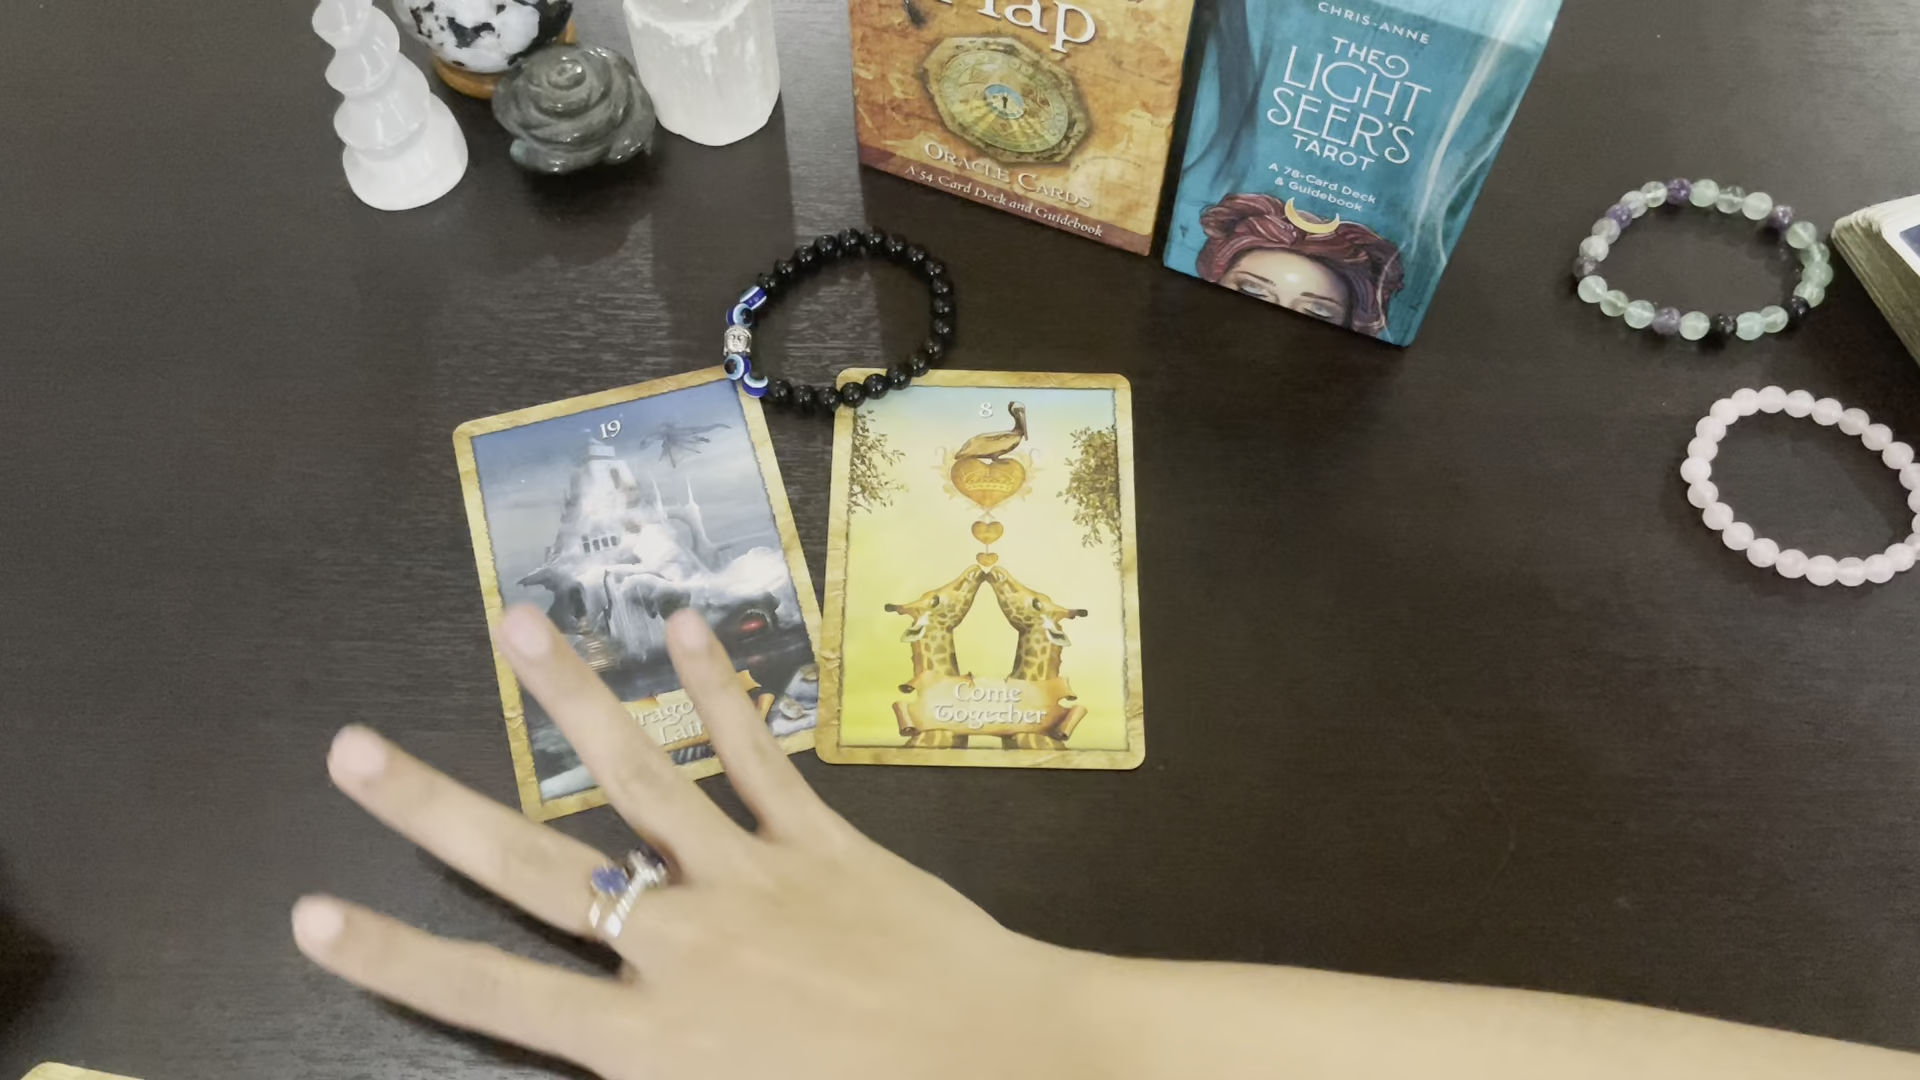 Map
ORACLE CARDS
A 54 Card Deck and Guidebook
CHRIS-ANNE
THE
LIGHT
SEER'S
TAROT
A 78-Card Deck
& Guidebook
19
Lair
8
Come
Together